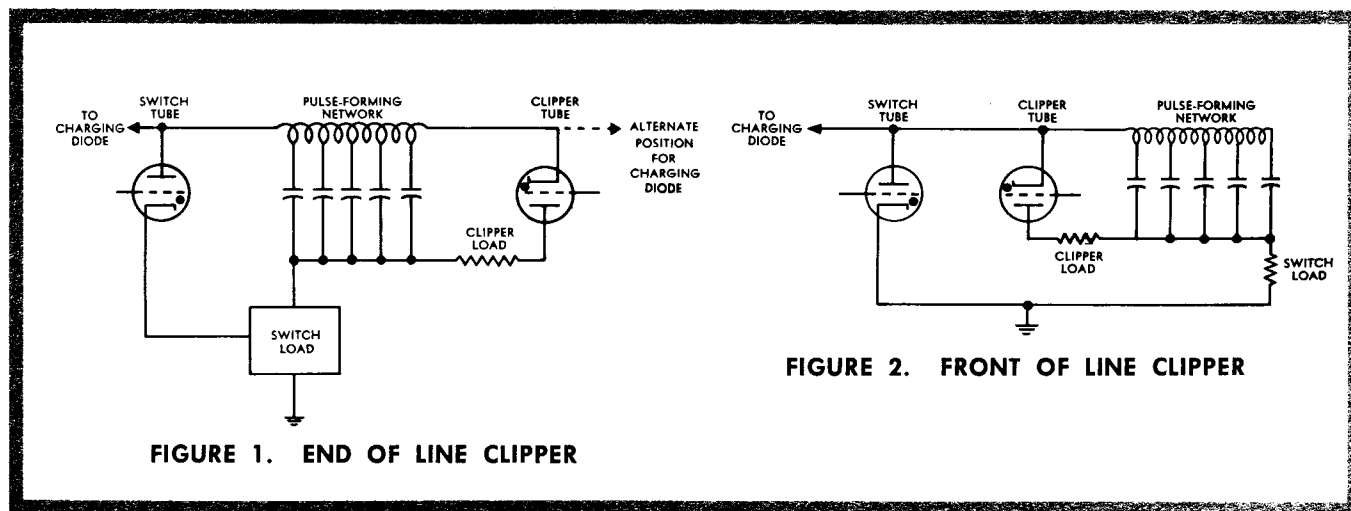 TO
CHARGING
DIODE
SWITCH
TUBE
PULSE-FORMING
NETWORK
CLIPPER
TUBE
ALTERNATE
POSITION
FOR
CHARGING
DIODE
CLIPPER
LOAD
SWITCH
LOAD
FIGURE 1. END OF LINE CLIPPER
TO
CHARGING
DIODE
SWITCH
TUBE
CLIPPER
TUBE
PULSE-FORMING
NETWORK
CLIPPER
LOAD
SWITCH
LOAD
FIGURE 2. FRONT OF LINE CLIPPER